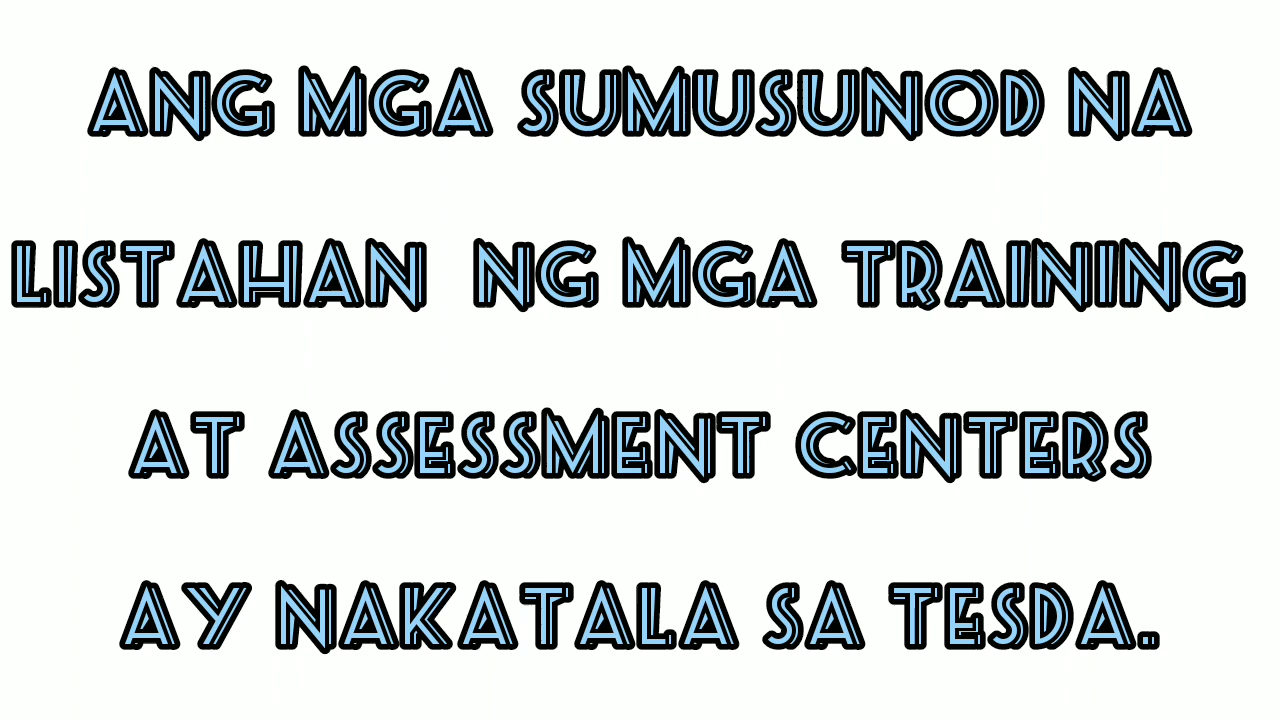 ANG MGA SUMUSUNOD NA
LISTAHAN NG MGA TRAINING
AT ASSESSMENT CENTERS
AY NAKATALA SA TESDA.